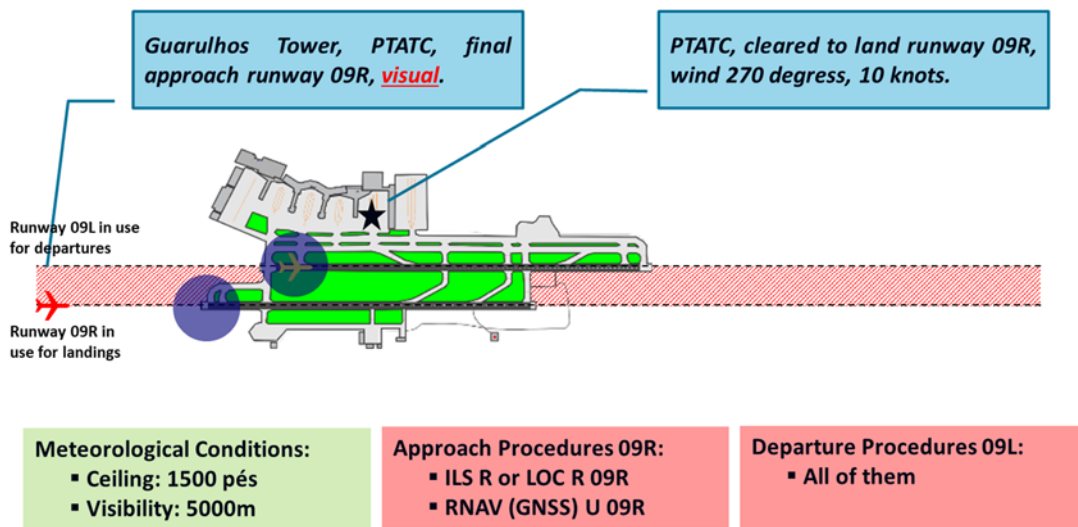 Guarulhos Tower, PTATC, final
approach runway 09R, visual.
PTATC, cleared to land runway 09R,
wind 270 degress, 10 knots.
Runway 09L in use
for departures
Runway 09R in
use for landings
Meteorological Conditions:
▪ Ceiling: 1500 pés
▪ Visibility: 5000m
Approach Procedures 09R:
▪ ILS R or LOC R 09R
▪ RNAV (GNSS) U 09R
Departure Procedures 09L:
▪ All of them